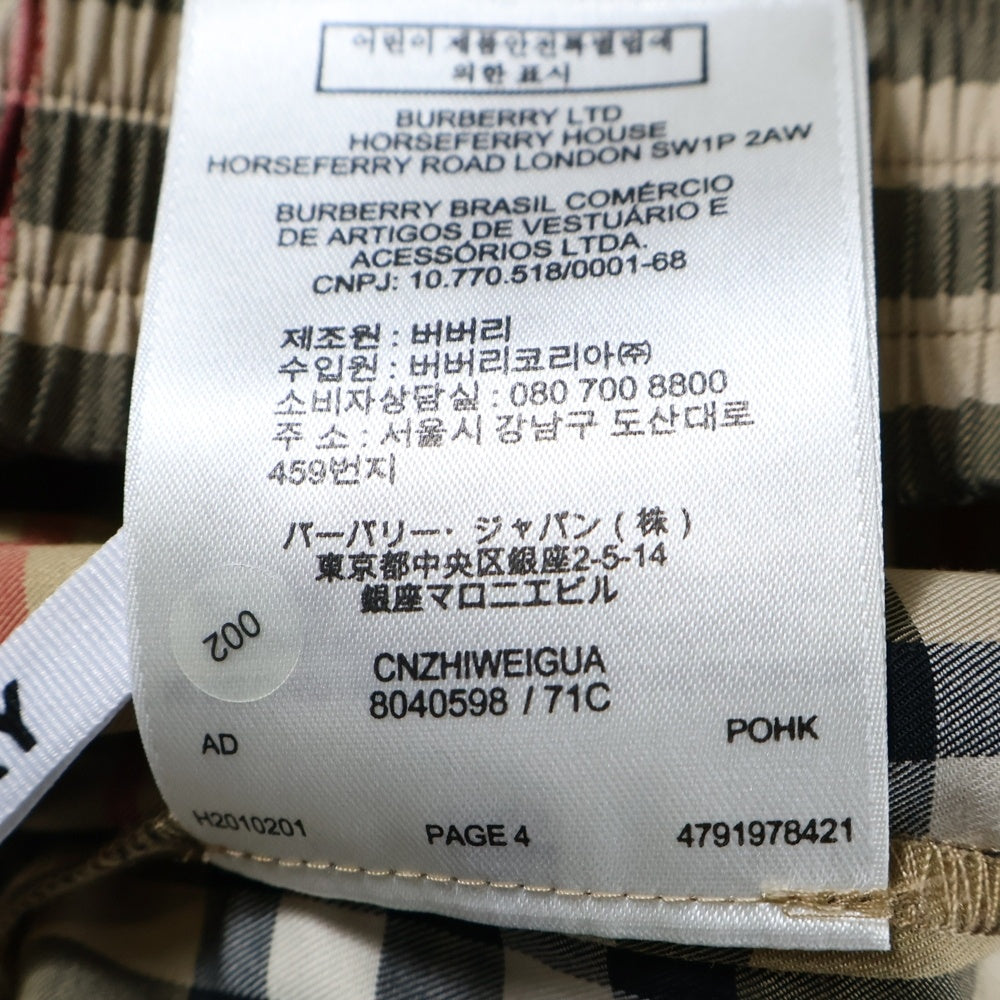 어린이 제품안전특별법에
의한 표시
BURBERRY LTD
HORSEFERRY HOUSE
HORSEFERRY ROAD LONDON SW1P 2AW
BURBERRY BRASIL COMÉRCIO
DE ARTIGOS DE VESTUÁRIO E
ACESSÓRIOS LTDA.
CNPJ: 10.770.518/0001-68
제조원 : 버버리
수입원 : 버버리코리아㈜
소비자상담실 : 080 700 8800
주 소 : 서울시 강남구 도산대로
459번지
バーバリー・ジャパン ( 株 )
東京都中央区銀座2-5-14
銀座マロニエビル
002
CNZHIWEIGUA
8040598 / 71C
AD POHK
H2010201 PAGE 4 4791978421
Y